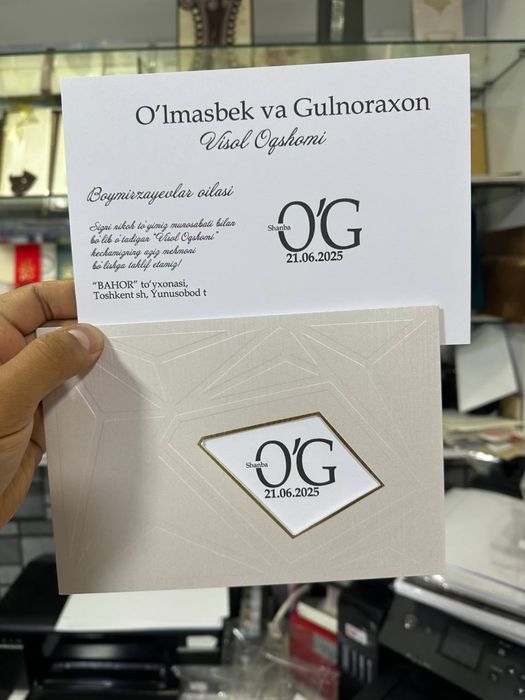 O'lmasbek va Gulnoraxon
Visol Oqshomi
Boymirzayevlar oilasi
Sizni nikoh to'yimiz munosabati bilan
bo'lib o'tadigan "Visol Oqshomi"
kechamizning aziz mehmoni
bo'lishga taklif etamiz!
"BAHOR" to'yxonasi,
Toshkent sh, Yunusobod t
Shanba
O'G
21.06.2025
Shanba
O'G
21.06.2025